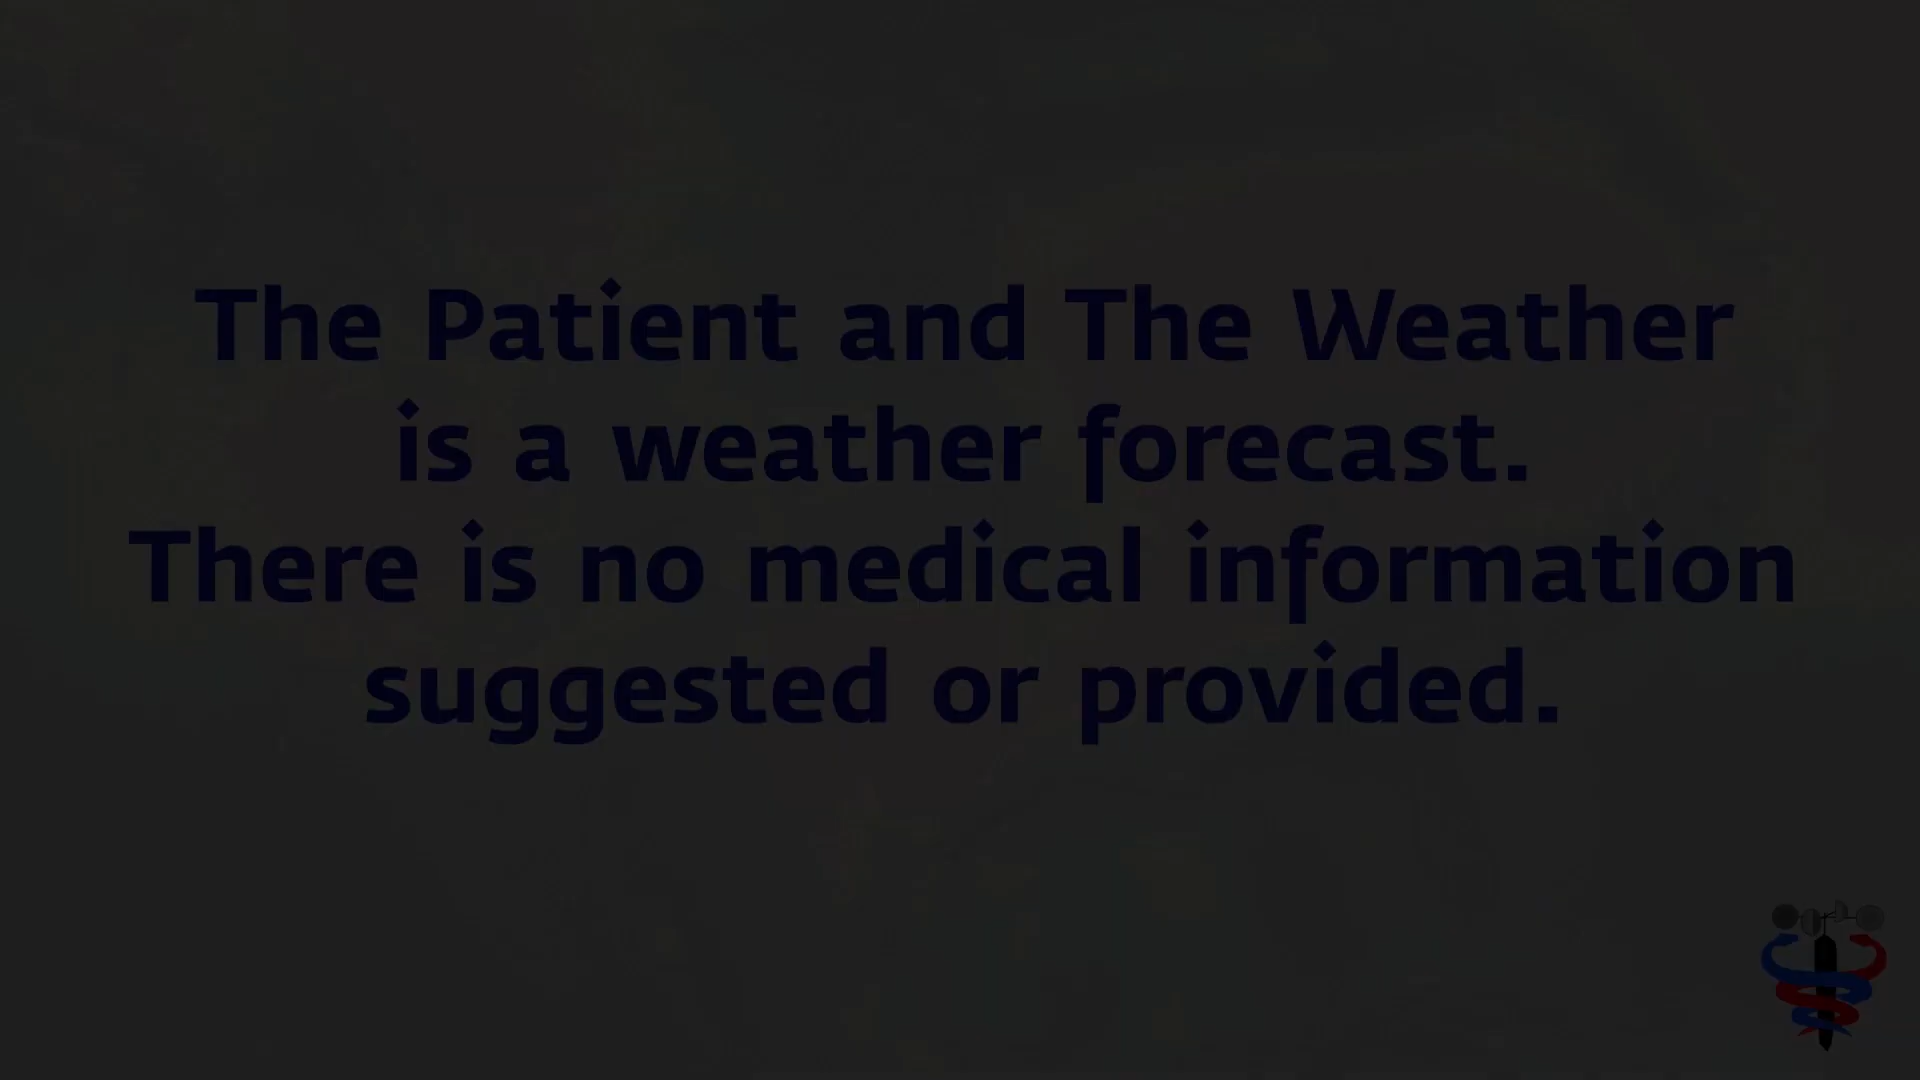 The Patient and The Weather
is a weather forecast.
There is no medical information
suggested or provided.